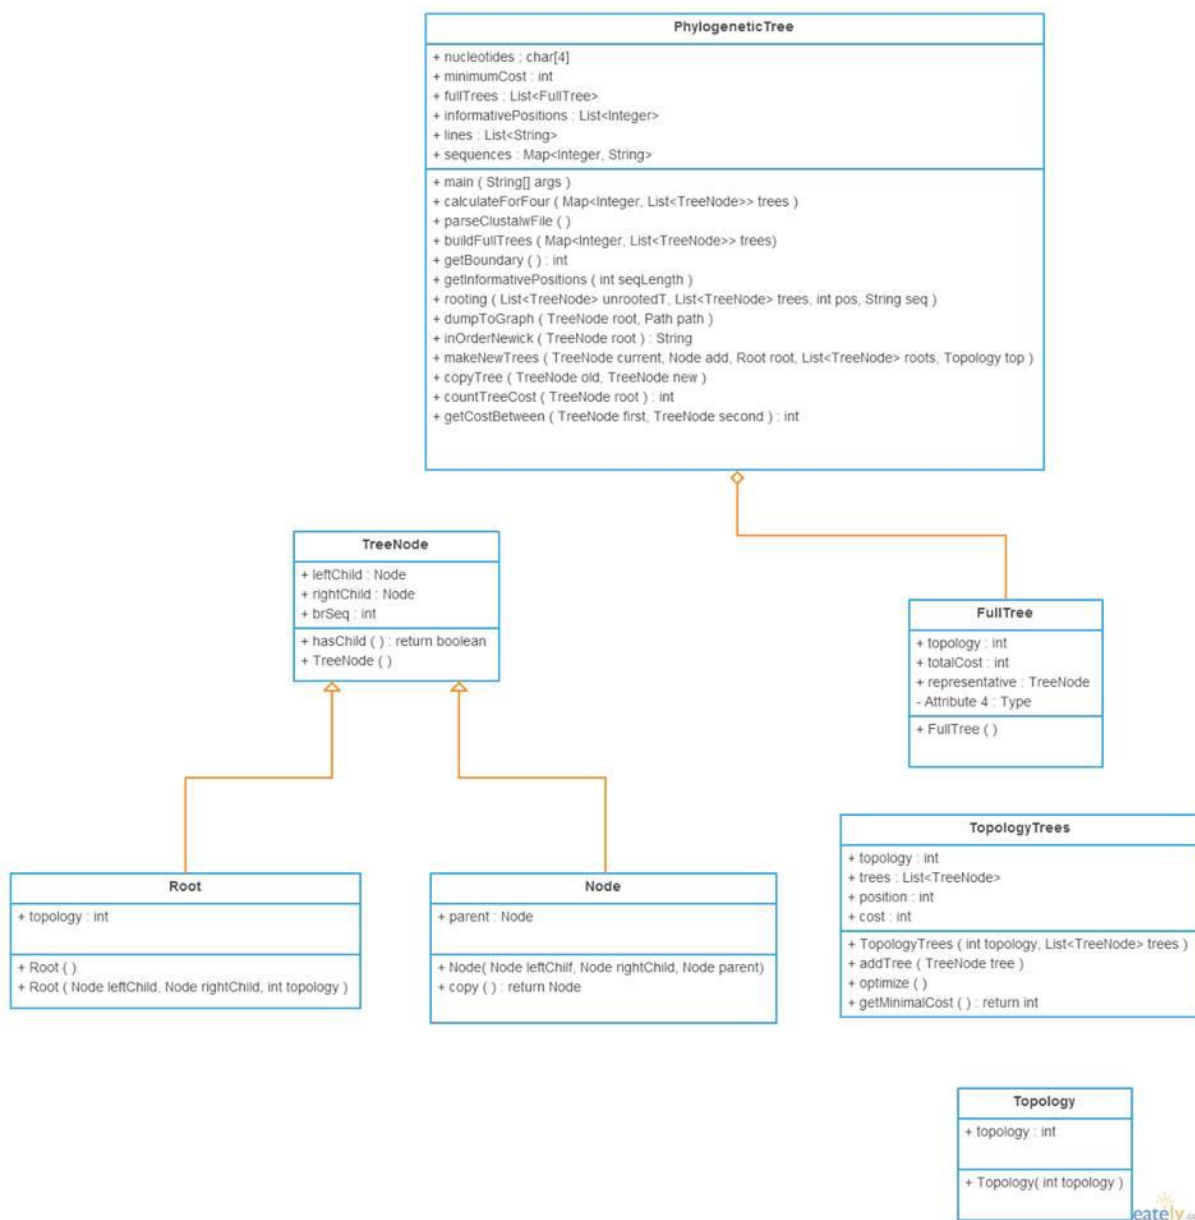 PhylogeneticTree
+ nucleotides : char[4]
+ minimumCost : int
+ fullTrees : List<FullTree>
+ informativePositions : List<Integer>
+ lines : List<String>
+ sequences : Map<Integer, String>
+ main ( String[] args )
+ calculateForFour ( Map<Integer, List<TreeNode>> trees )
+ parseClustalwFile ( )
+ buildFullTrees ( Map<Integer, List<TreeNode>> trees)
+ getBoundary ( ) : int
+ getInformativePositions ( int seqLength )
+ rooting ( List<TreeNode> unrootedT, List<TreeNode> trees, int pos, String seq )
+ dumpToGraph ( TreeNode root, Path path )
+ inOrderNewick ( TreeNode root ) : String
+ makeNewTrees ( TreeNode current, Node add, Root root, List<TreeNode> roots, Topology top )
+ copyTree ( TreeNode old, TreeNode new )
+ countTreeCost ( TreeNode root ) : int
+ getCostBetween ( TreeNode first, TreeNode second ) : int
TreeNode
+ leftChild : Node
+ rightChild : Node
+ brSeq : int
+ hasChild ( ) : return boolean
+ TreeNode ( )
FullTree
+ topology : int
+ totalCost : int
+ representative : TreeNode
- Attribute 4 : Type
+ FullTree ( )
TopologyTrees
+ topology : int
+ trees : List<TreeNode>
+ position : int
+ cost : int
+ TopologyTrees ( int topology, List<TreeNode> trees )
+ addTree ( TreeNode tree )
+ optimize ( )
+ getMinimalCost ( ) : return int
Root
+ topology : int
+ Root ( )
+ Root ( Node leftChild, Node rightChild, int topology )
Node
+ parent : Node
+ Node( Node leftChilf, Node rightChild, Node parent)
+ copy ( ) : return Node
Topology
+ topology : int
+ Topology( int topology )
eately